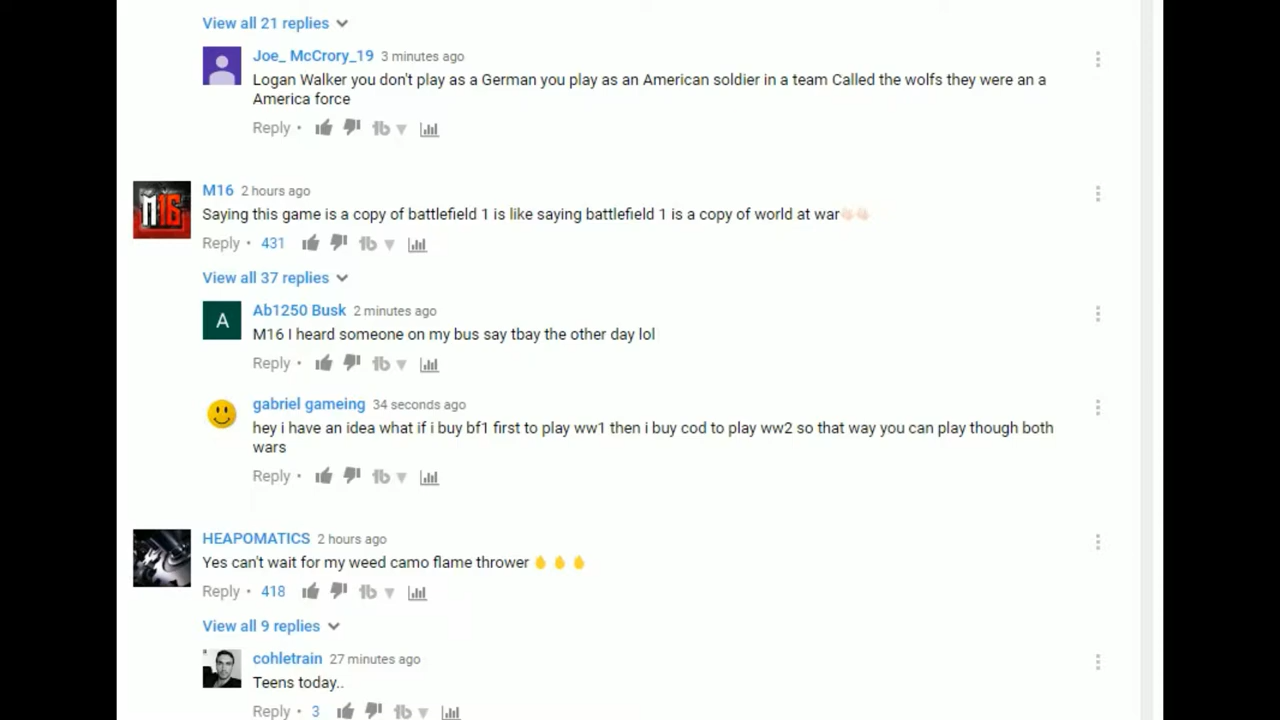 View all 21 replies
Joe_ McCrory_19 3 minutes ago
Logan Walker you don't play as a German you play as an American soldier in a team Called the wolfs they were an a
America force
Reply •
M16
M16 2 hours ago
Saying this game is a copy of battlefield 1 is like saying battlefield 1 is a copy of world at war
Reply • 431
View all 37 replies
A
Ab1250 Busk 2 minutes ago
M16 I heard someone on my bus say tbay the other day lol
Reply •
gabriel gameing 34 seconds ago
hey i have an idea what if i buy bf1 first to play ww1 then i buy cod to play ww2 so that way you can play though both
wars
Reply •
HEAPOMATICS 2 hours ago
Yes can't wait for my weed camo flame thrower
Reply • 418
View all 9 replies
cohletrain 27 minutes ago
Teens today..
Reply • 3